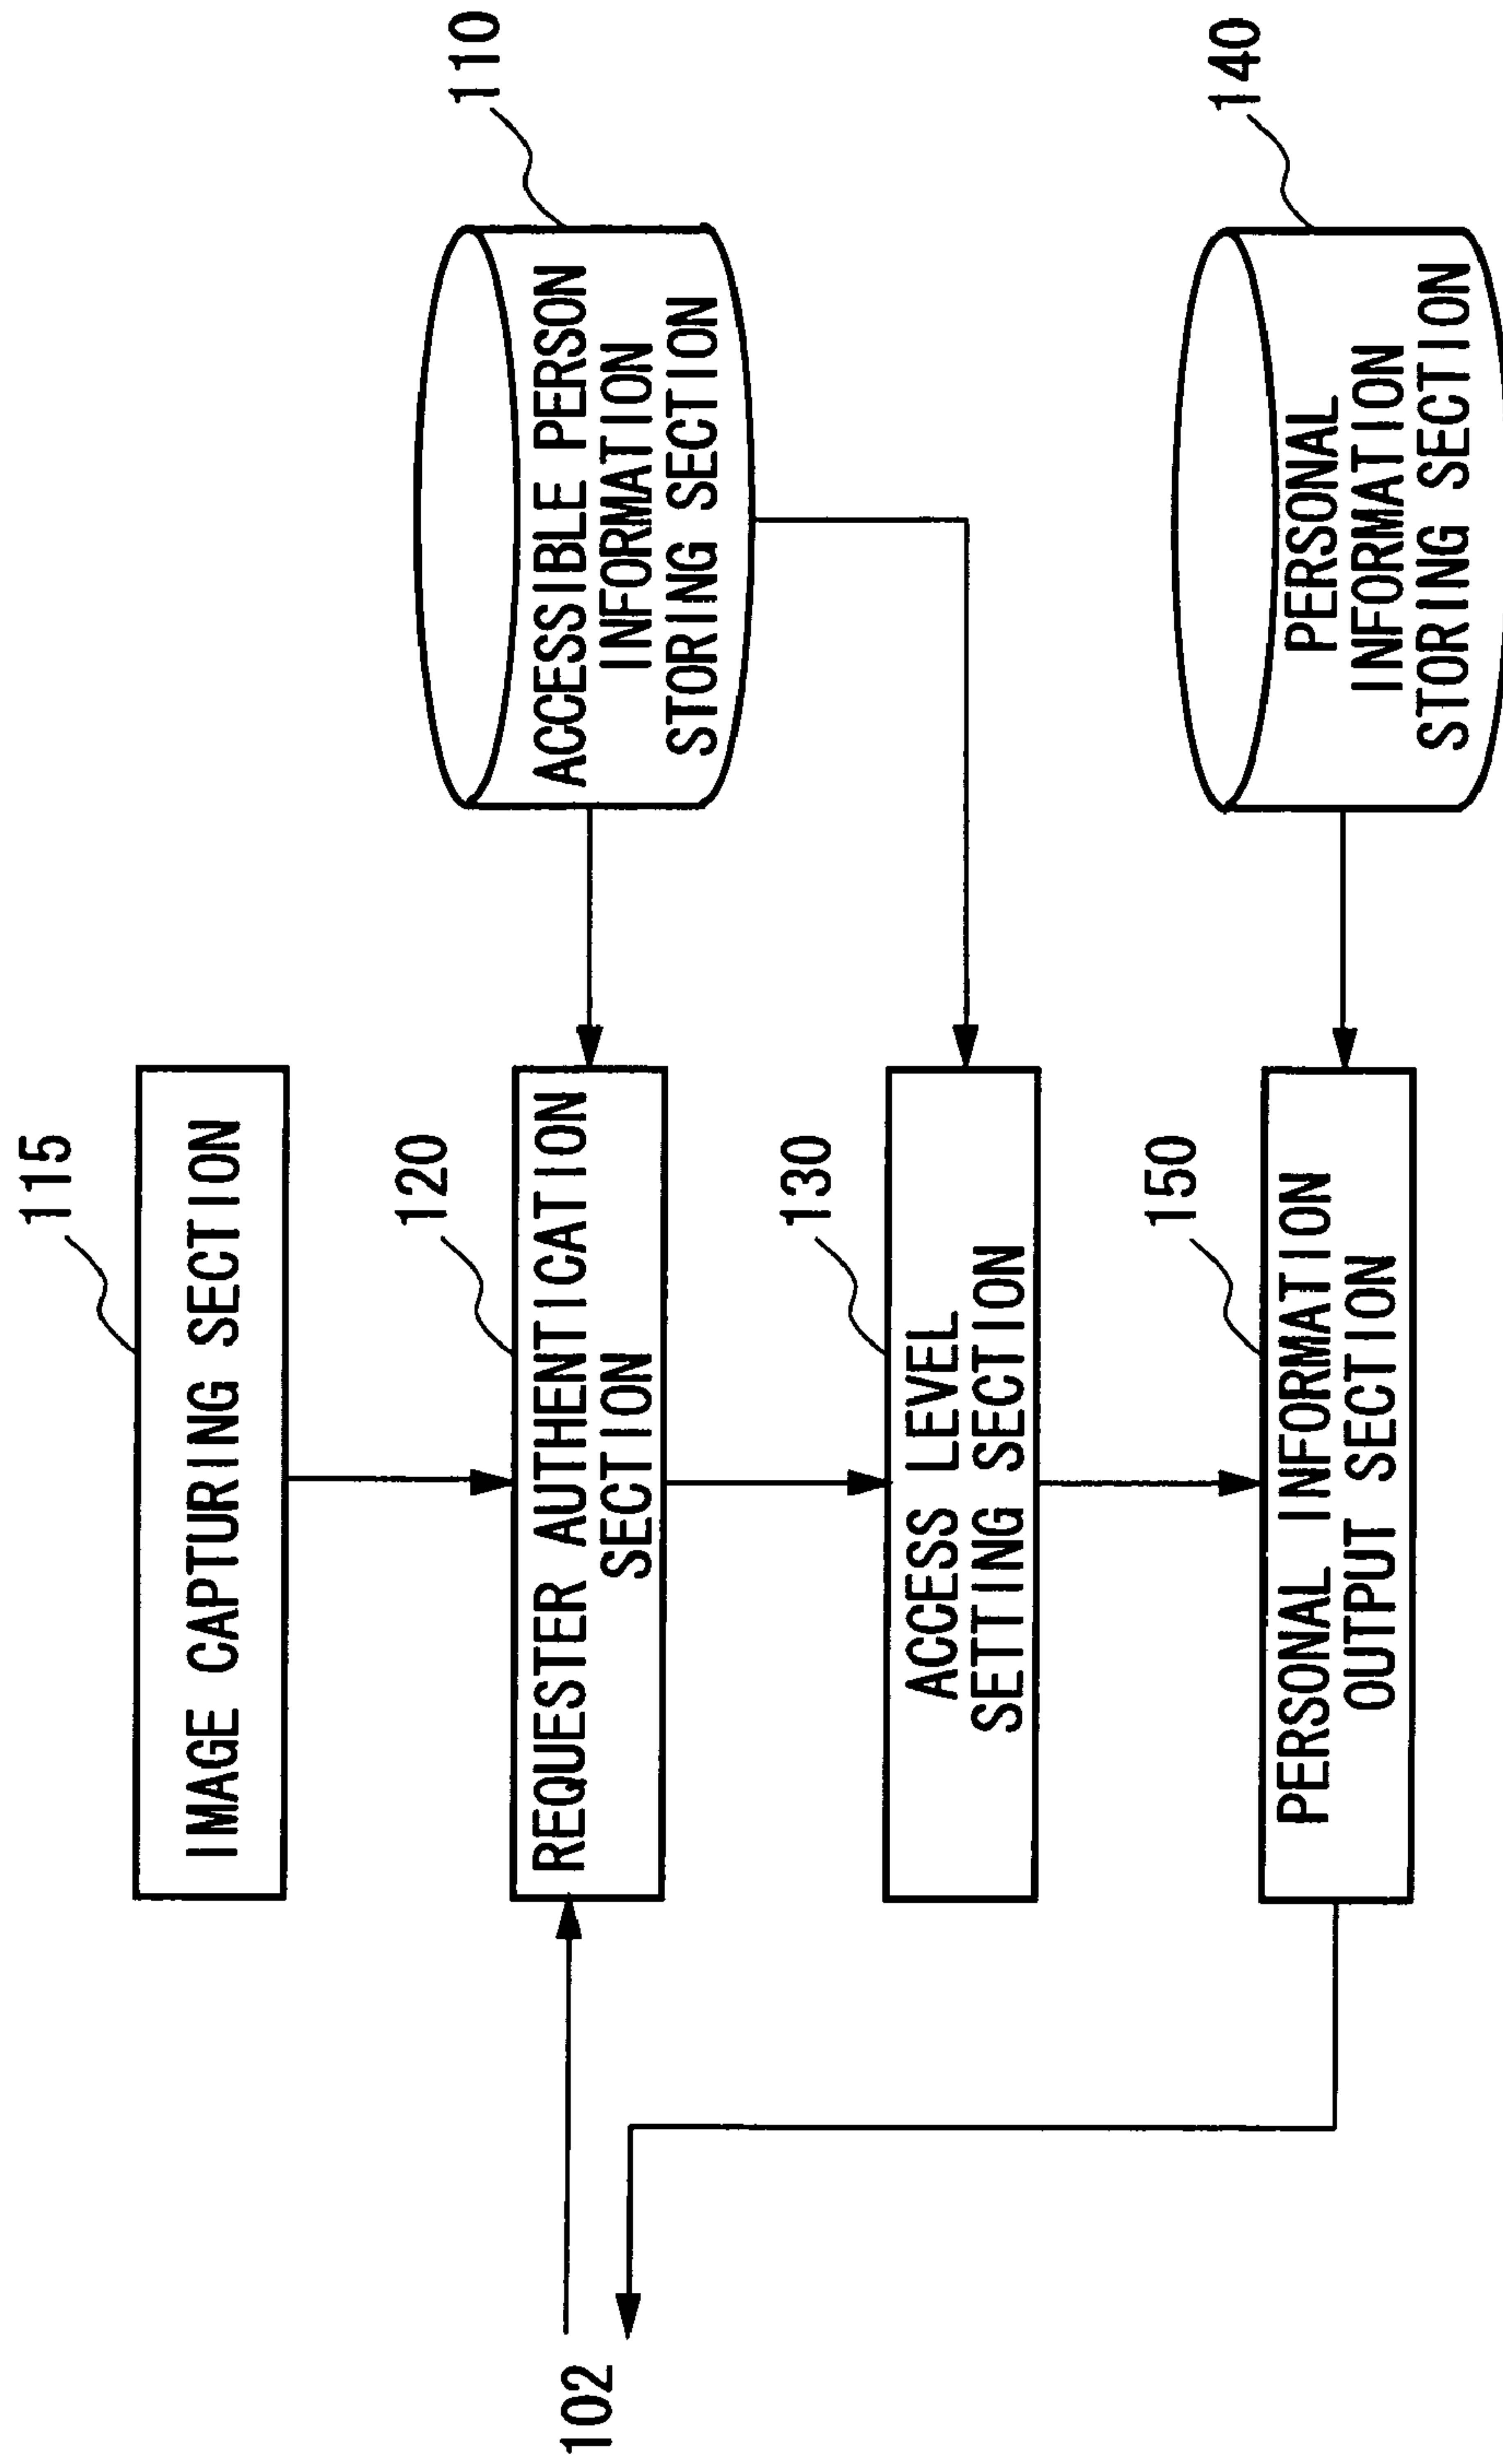 115
IMAGE CAPTURING SECTION
110
120
REQUESTER AUTHENTICATION
SECTION
ACCESSIBLE PERSON
INFORMATION
STORING SECTION
102
130
ACCESS LEVEL
SETTING SECTION
140
150
PERSONAL INFORMATION
OUTPUT SECTION
PERSONAL
INFORMATION
STORING SECTION